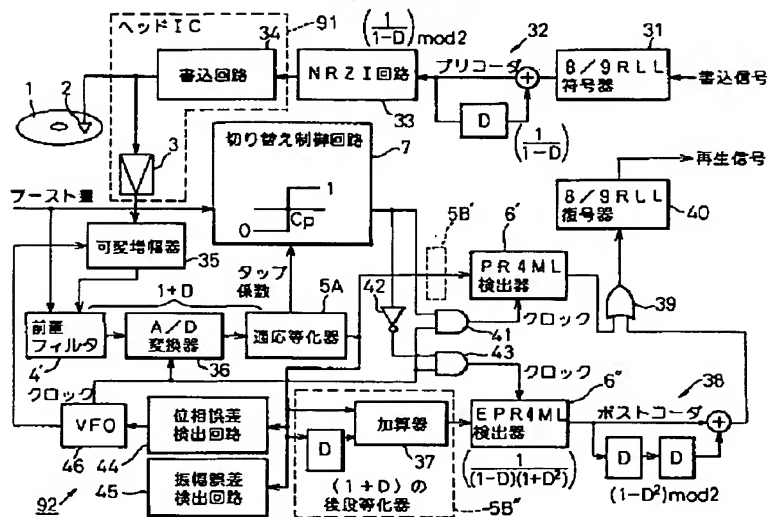 ヘッドIC
91
34
書込回路
(1/(1-D))mod2
NRZI回路
33
プリコーダ
32
D
(1/(1-D))
31
8/9RLL
符号器
書込信号
1
2
3
切り替え制御回路
7
1
0
Cp
再生信号
8/9RLL
復号器
40
ブースト量
可変増幅器
35
タップ
係数
5B'
6'
PR4ML
検出器
39
1+D
5A
42
41
クロック
前置
フィルタ
4'
A/D
変換器
36
適応等化器
43
クロック
クロック
VFO
46
位相誤差
検出回路
44
振幅誤差
検出回路
45
92
加算器
37
D
(1+D)の
後段等化器
5B"
6"
EPR4ML
検出器
(1/((1-D)(1+D²)))
38
ポストコーダ
D
D
(1-D²)mod2